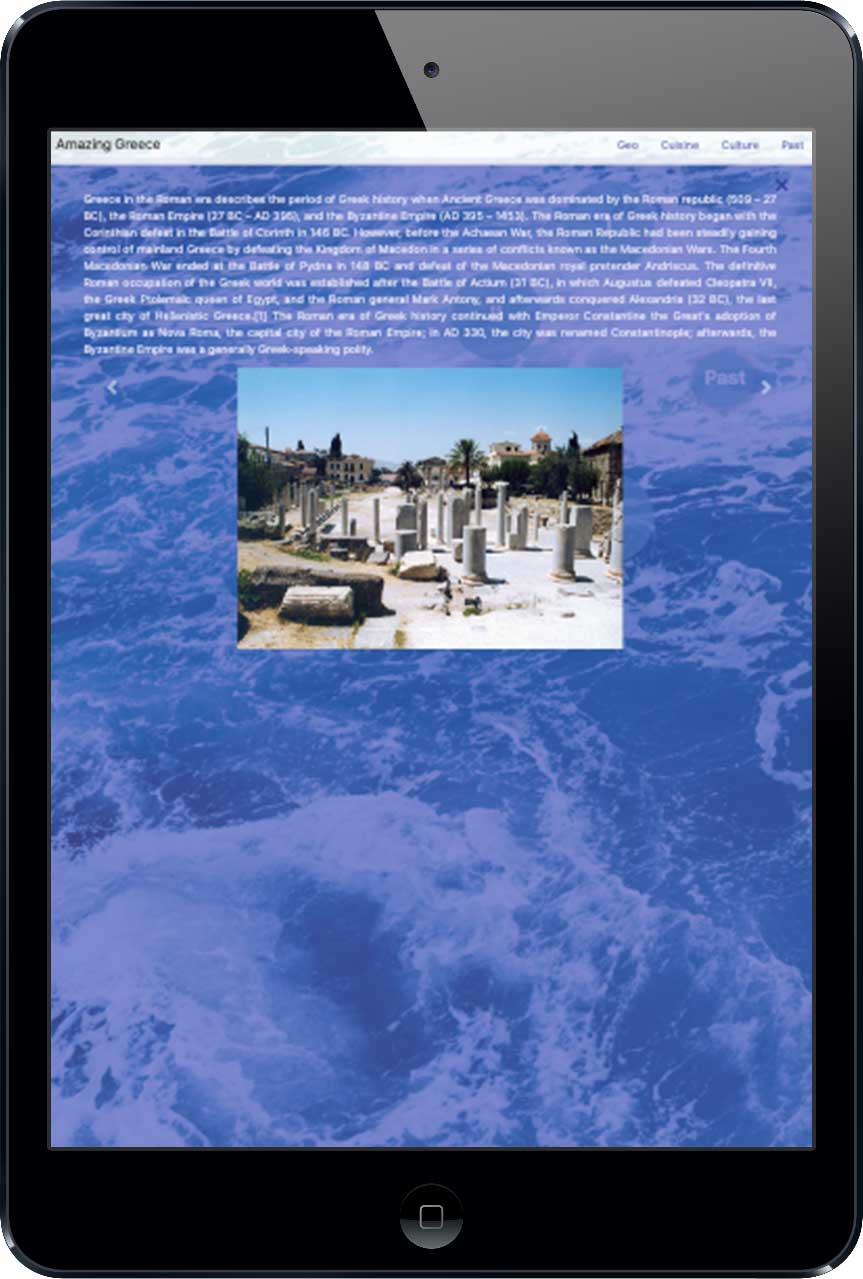 Amazing Greece
Geo Cuisine Culture Past
Greece in the Roman era describes the period of Greek history when Ancient Greece was dominated by the Roman republic (509 – 27
BC), the Roman Empire (27 BC – AD 395), and the Byzantine Empire (AD 395 – 1453). The Roman era of Greek history began with the
Corinthian defeat in the Battle of Corinth in 146 BC. However, before the Achaean War, the Roman Republic had been steadily gaining
control of mainland Greece by defeating the Kingdom of Macedon in a series of conflicts known as the Macedonian Wars. The Fourth
Macedonian War ended at the Battle of Pydna in 148 BC and defeat of the Macedonian royal pretender Andriscus. The definitive
Roman occupation of the Greek world was established after the Battle of Actium (31 BC), in which Augustus defeated Cleopatra VII,
the Greek Ptolemaic queen of Egypt, and the Roman general Mark Antony, and afterwards conquered Alexandria (32 BC), the last
great city of Hellenistic Greece.[1] The Roman era of Greek history continued with Emperor Constantine the Great's adoption of
Byzantium as Nova Roma, the capital city of the Roman Empire; in AD 330, the city was renamed Constantinople; afterwards, the
Byzantine Empire was a generally Greek-speaking polity.
Past